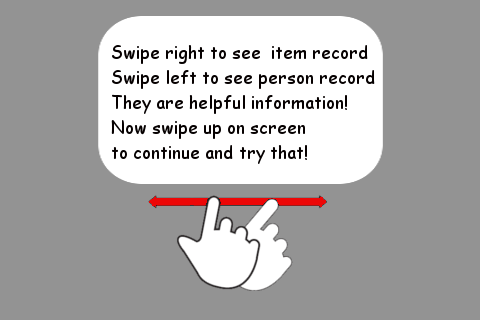 Swipe right to see  item record
Swipe left to see person record
They are helpful information!
Now swipe up on screen
to continue and try that!